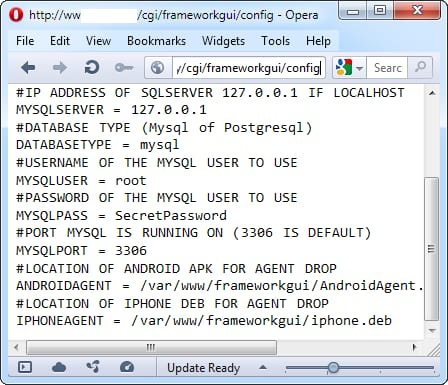 http://ww /cgi/frameworkgui/config - Opera
File Edit View Bookmarks Widgets Tools Help
/cgi/frameworkgui/config
Searc
#IP ADDRESS OF SQLSERVER 127.0.0.1 IF LOCALHOST
MYSQLSERVER = 127.0.0.1
#DATABASE TYPE (Mysql of Postgresql)
DATABASETYPE = mysql
#USERNAME OF THE MYSQL USER TO USE
MYSQLUSER = root
#PASSWORD OF THE MYSQL USER TO USE
MYSQLPASS = SecretPassword
#PORT MYSQL IS RUNNING ON (3306 IS DEFAULT)
MYSQLPORT = 3306
#LOCATION OF ANDROID APK FOR AGENT DROP
ANDROIDAGENT = /var/www/frameworkgui/AndroidAgent.
#LOCATION OF IPHONE DEB FOR AGENT DROP
IPHONEAGENT = /var/www/frameworkgui/iphone.deb
Update Ready